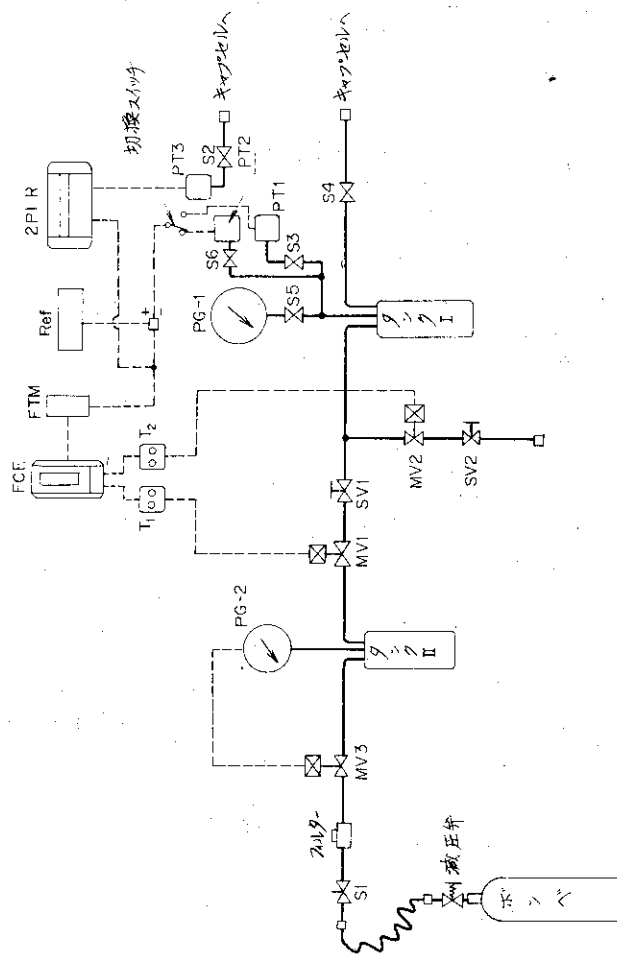 ボンベ
減圧弁
S1
フィルター
MV3
PG-2
タンク
II
MV1
SV1
FCE
T1
T2
FTM
Ref
+
-
2PIR
切換スイッチ
MV2
SV2
PG-1
S5
タンク
I
S6
S3
PT1
PT2
PT3
S2
キャプセルへ
S4
キャプセルへ